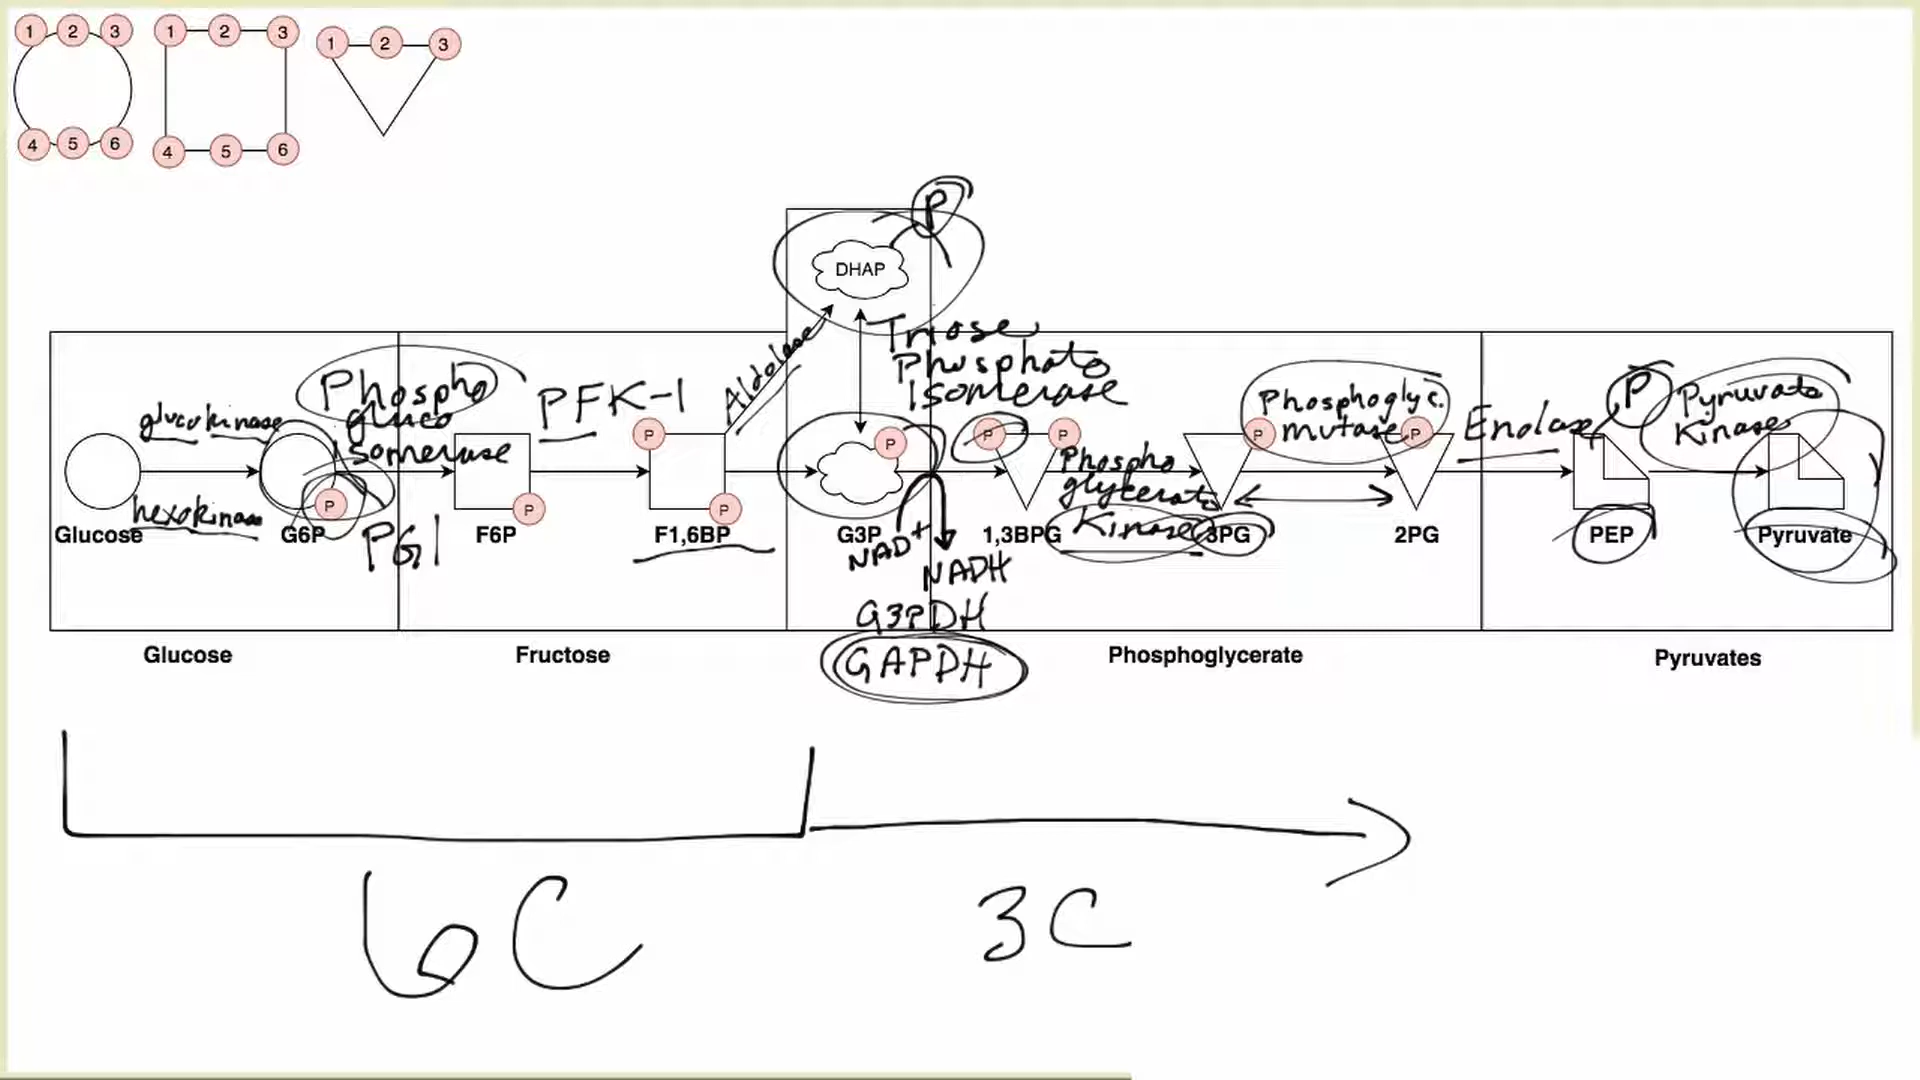 1 2 3
4 5 6
1 2 3
4 5 6
1 2 3
P
DHAP
Aldolase
Triose
Phosphate
Isomerase
glucokinase
hexokinase
Phospho
gluco
isomerase
PGI
PFK-1
P
P
P
P
P
P
P
Phospho
glycerate
Kinase
P
Phosphoglyc.
mutase
P
Enolase
P
Pyruvate
Kinase
Glucose
G6P
F6P
F1,6BP
G3P
1,3BPG
3PG
2PG
PEP
Pyruvate
NAD+
NADH
G3PDH
GAPDH
Glucose
Fructose
Phosphoglycerate
Pyruvates
6C
3C